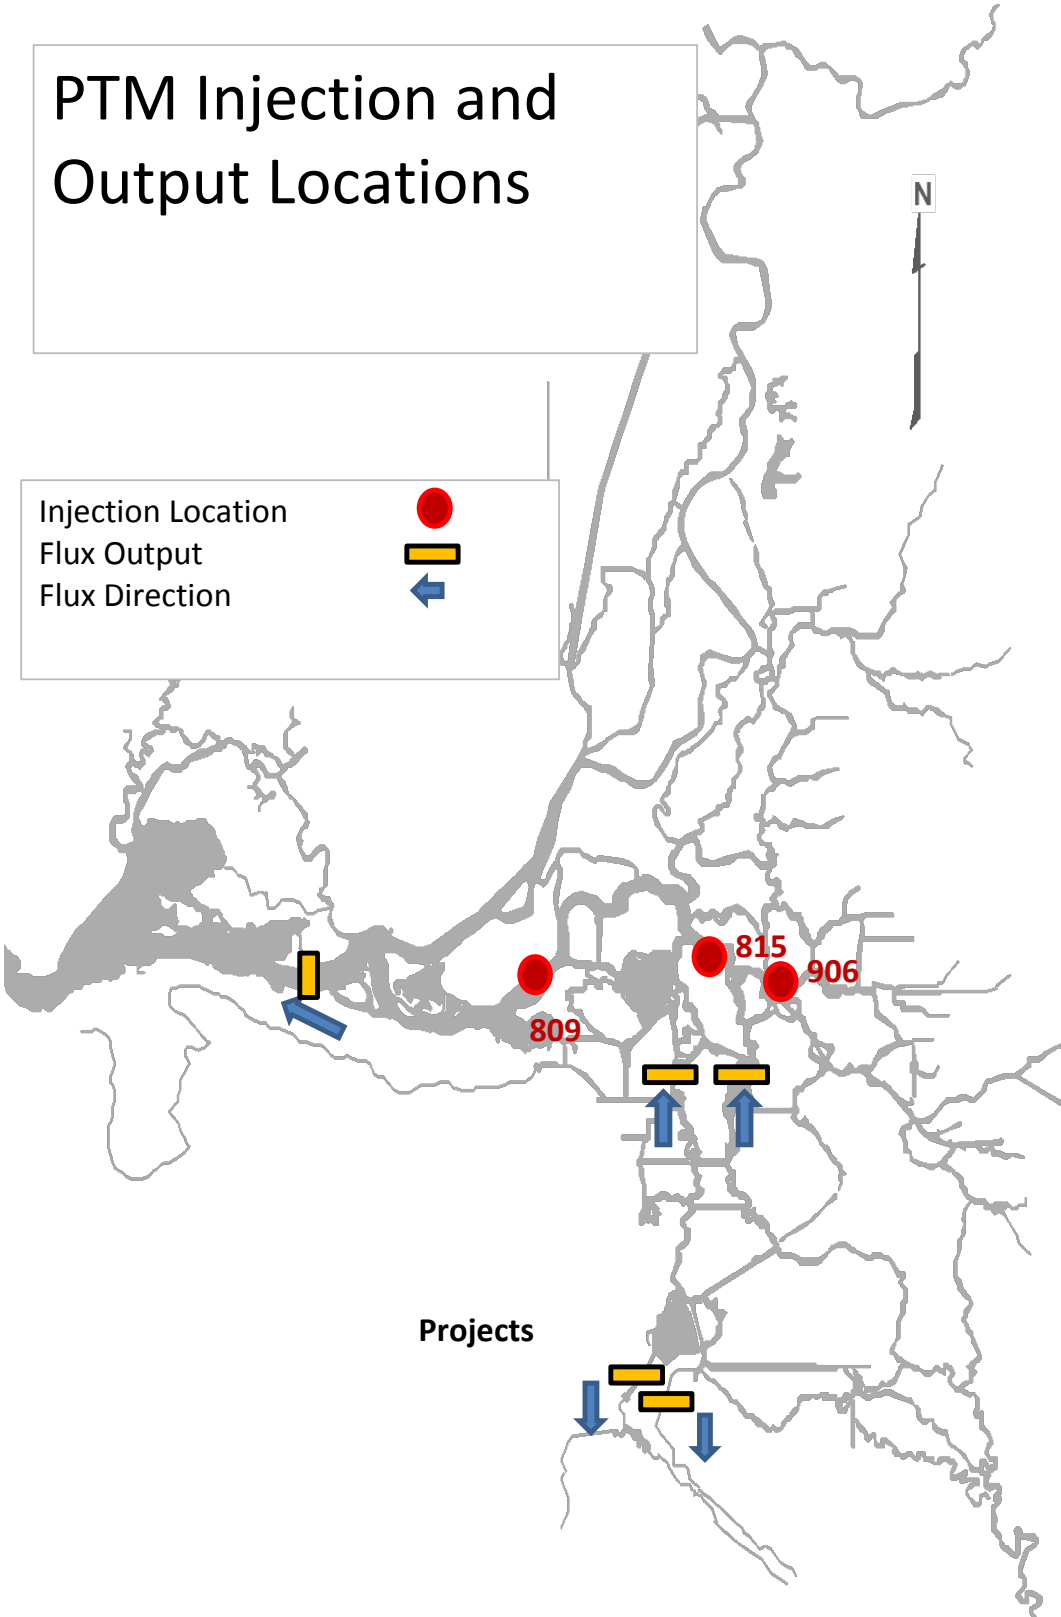 PTM Injection and
Output Locations
N
Injection Location
Flux Output
Flux Direction
815
906
809
Projects